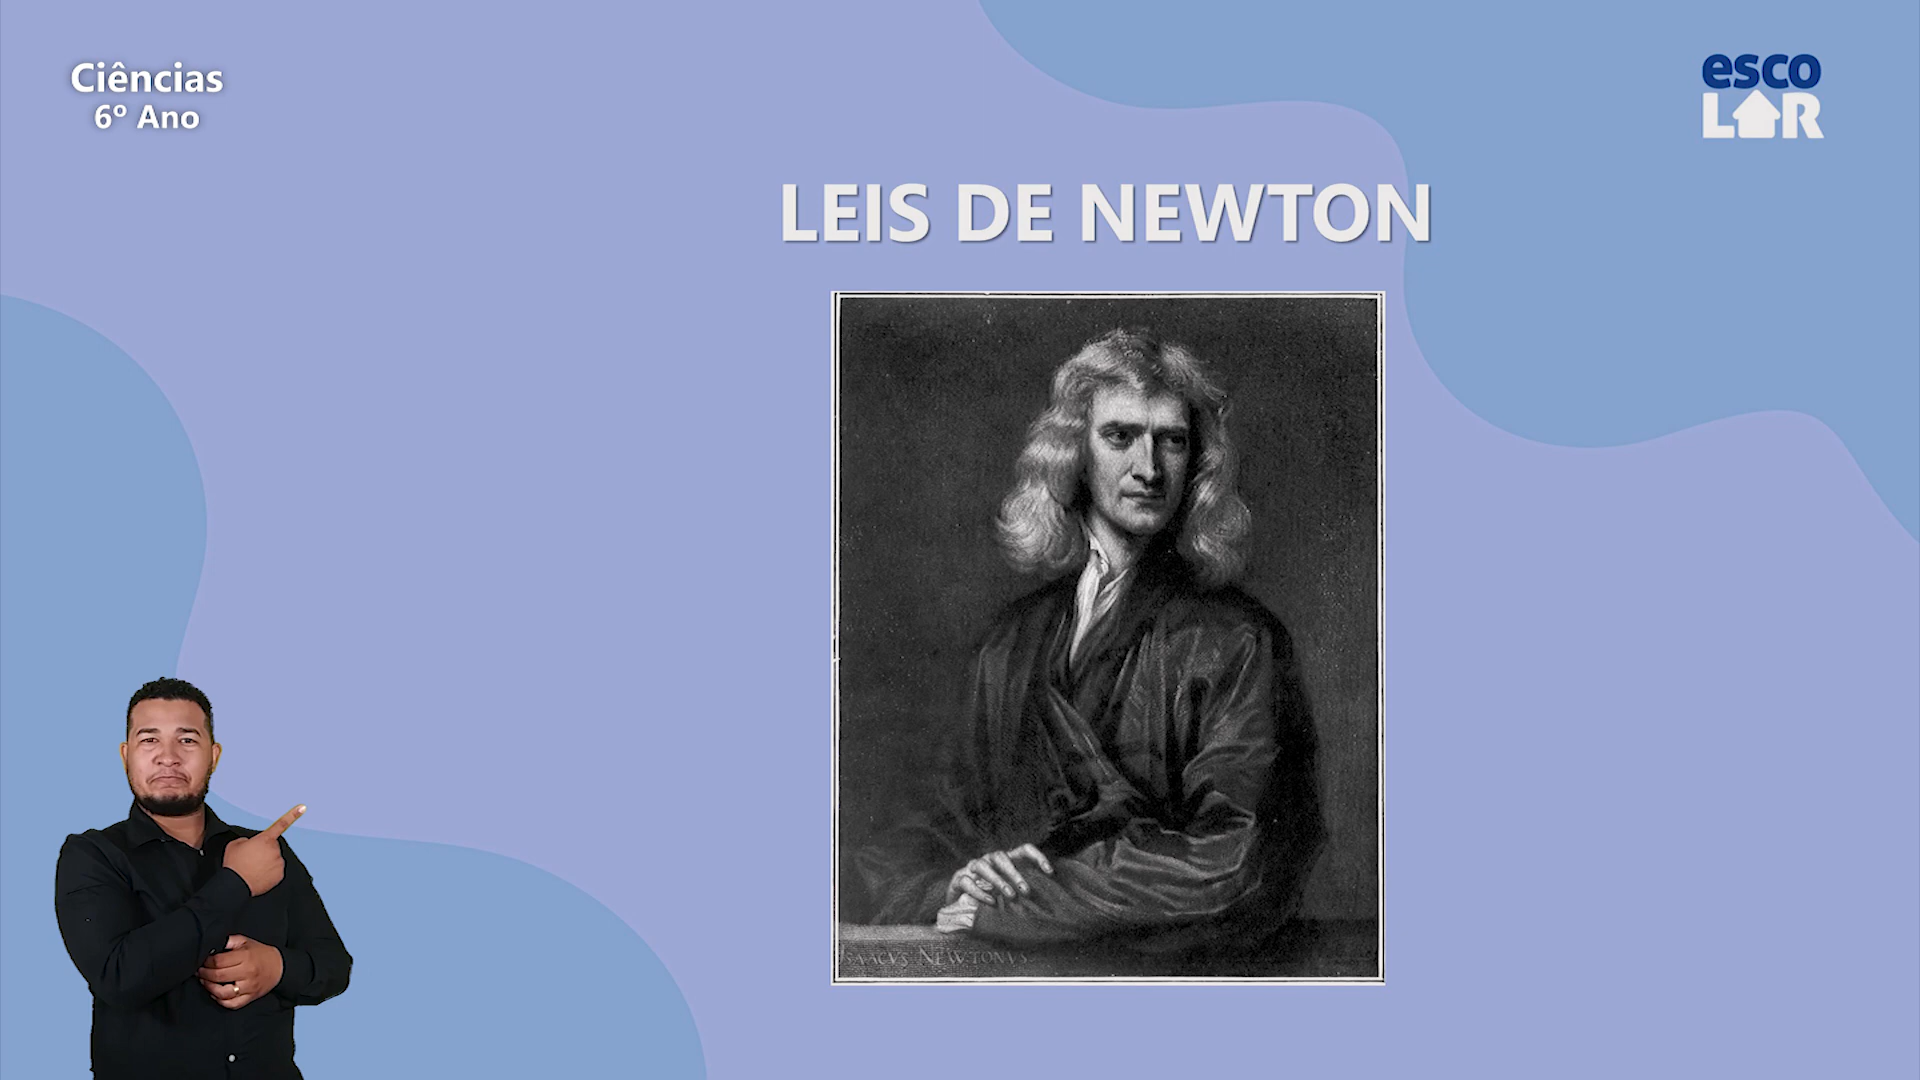 Ciências
6º Ano
esco
LAR
LEIS DE NEWTON
ISAACVS NEWTONVS